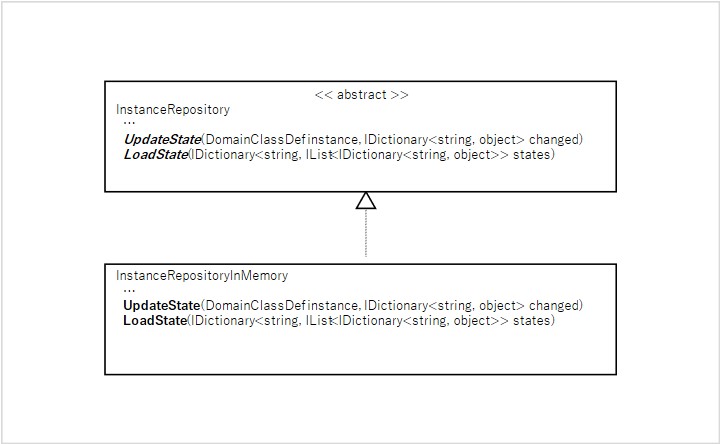 << abstract >>
InstanceRepository
…
UpdateState(DomainClassDef instance, IDictionary<string, object> changed)
LoadState(IDictionary<string, IList<IDictionary<string, object>> states)
InstanceRepositoryInMemory
…
UpdateState(DomainClassDef instance, IDictionary<string, object> changed)
LoadState(IDictionary<string, IList<IDictionary<string, object>> states)